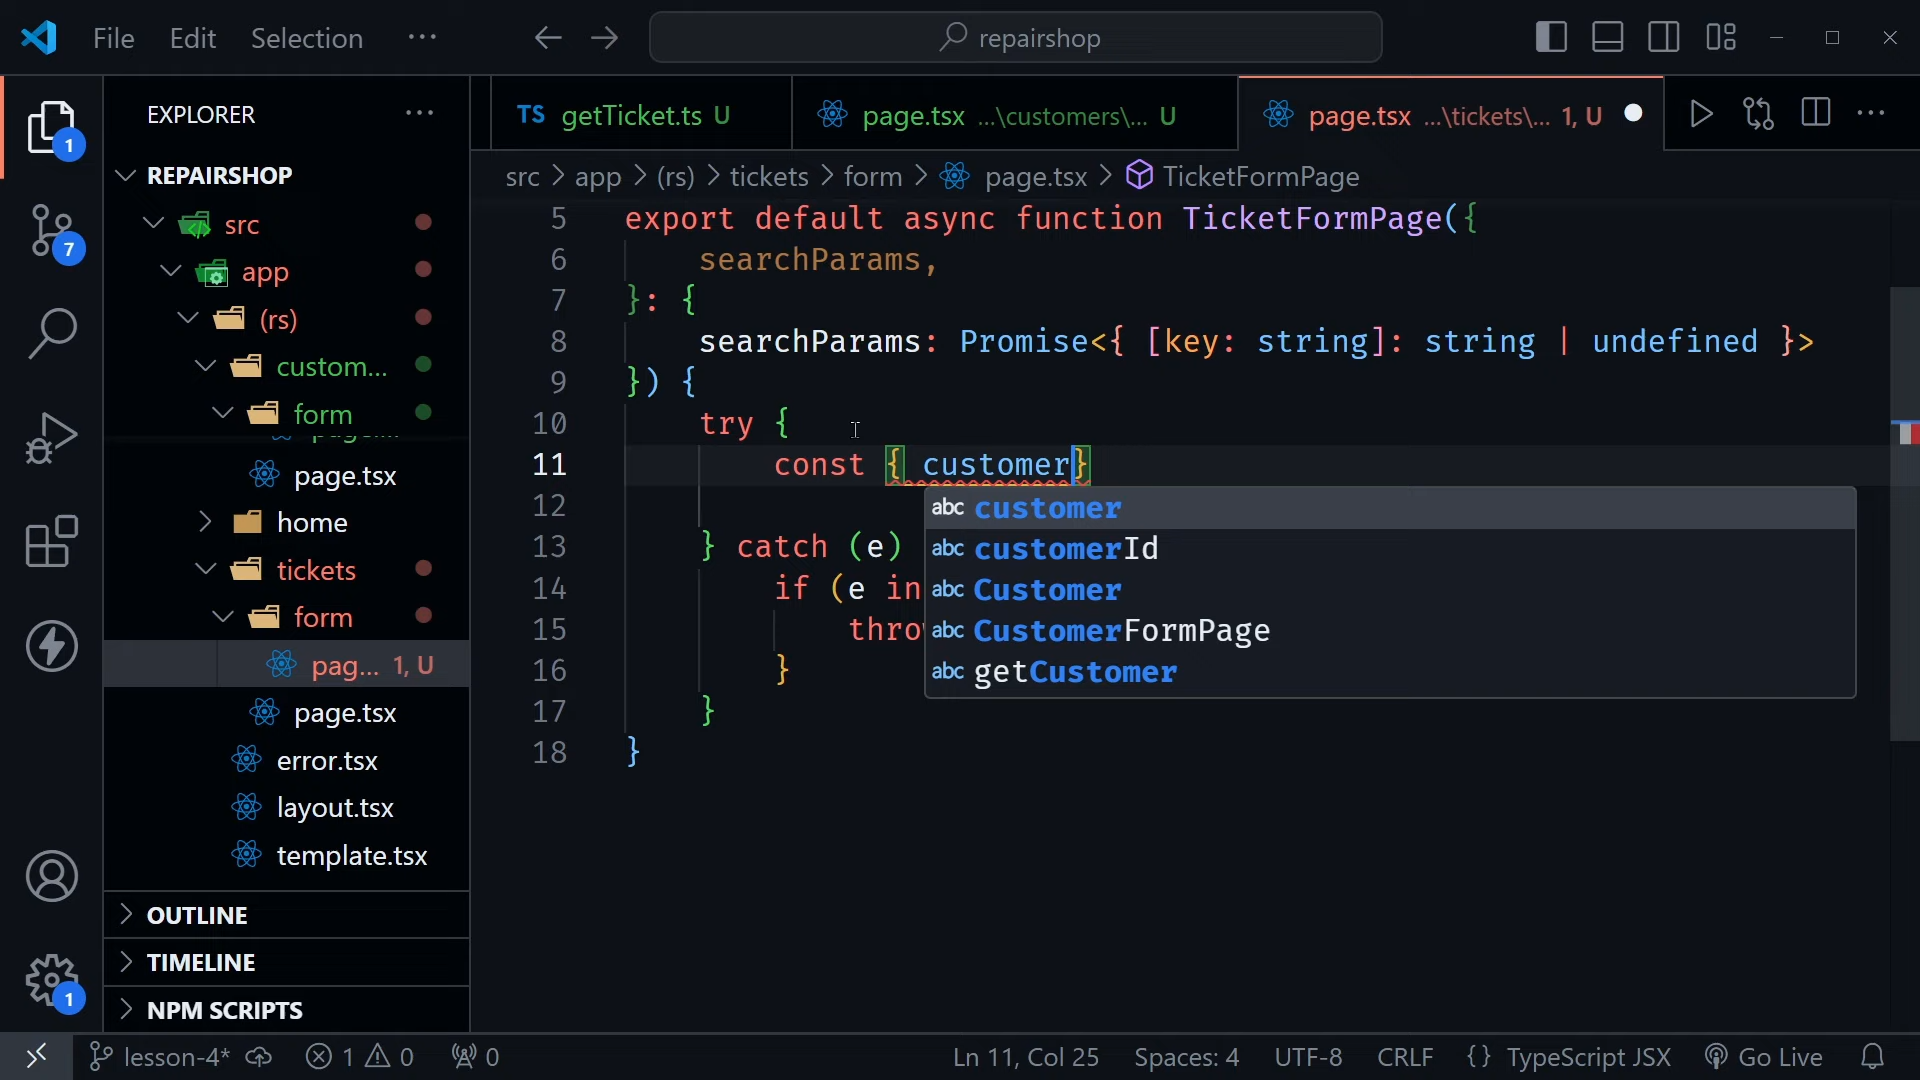 File Edit Selection ...
repairshop
EXPLORER ...
REPAIRSHOP
src
app
(rs)
custom...
form
page.tsx
home
tickets
form
pag... 1, U
page.tsx
error.tsx
layout.tsx
template.tsx
OUTLINE
TIMELINE
NPM SCRIPTS
1
7
1
TS getTicket.ts U
page.tsx ...\customers\... U
page.tsx ...\tickets\... 1, U
src > app > (rs) > tickets > form > page.tsx > TicketFormPage
5 export default async function TicketFormPage({
6 searchParams,
7 }: {
8 searchParams: Promise<{ [key: string]: string | undefined }>
9 }) {
10 try {
11 const { customer}
12
13 } catch (e)
14 if (e in
15 thro
16 }
17 }
18 }
abc customer
abc customerId
abc Customer
abc CustomerFormPage
abc getCustomer
lesson-4* 1 0 0 Ln 11, Col 25 Spaces: 4 UTF-8 CRLF {} TypeScript JSX Go Live